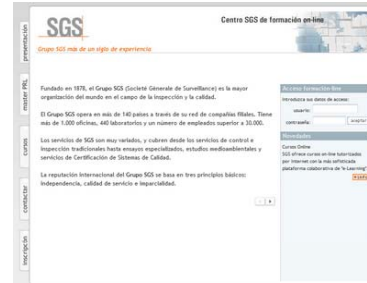 presentación
master PRL
cursos
contactar
inscripción
SGS
Centro SGS de formación on-line
Grupo SGS más de un siglo de experiencia
Fundado en 1878, el Grupo SGS (Societé Génerale de Surveillance) es la mayor
organización del mundo en el campo de la inspección y la calidad.
El Grupo SGS opera en más de 140 países a través de su red de compañías filiales. Tiene
más de 1.000 oficinas, 440 laboratorios y un número de empleados superior a 30.000.
Los servicios de SGS son muy variados, y cubren desde los servicios de control e
inspección tradicionales hasta ensayos especializados, estudios medioambientales y
servicios de Certificación de Sistemas de Calidad.
La reputación internacional del Grupo SGS se basa en tres principios básicos:
independencia, calidad de servicio e imparcialidad.
Acceso formación-line
Introduzca sus datos de acceso:
usuario:
contraseña:
aceptar
Novedades
Cursos Online
SGS ofrece cursos on-line tutorizados
por Internet con la más sofisticada
plataforma colaborativa de "e-Learning"